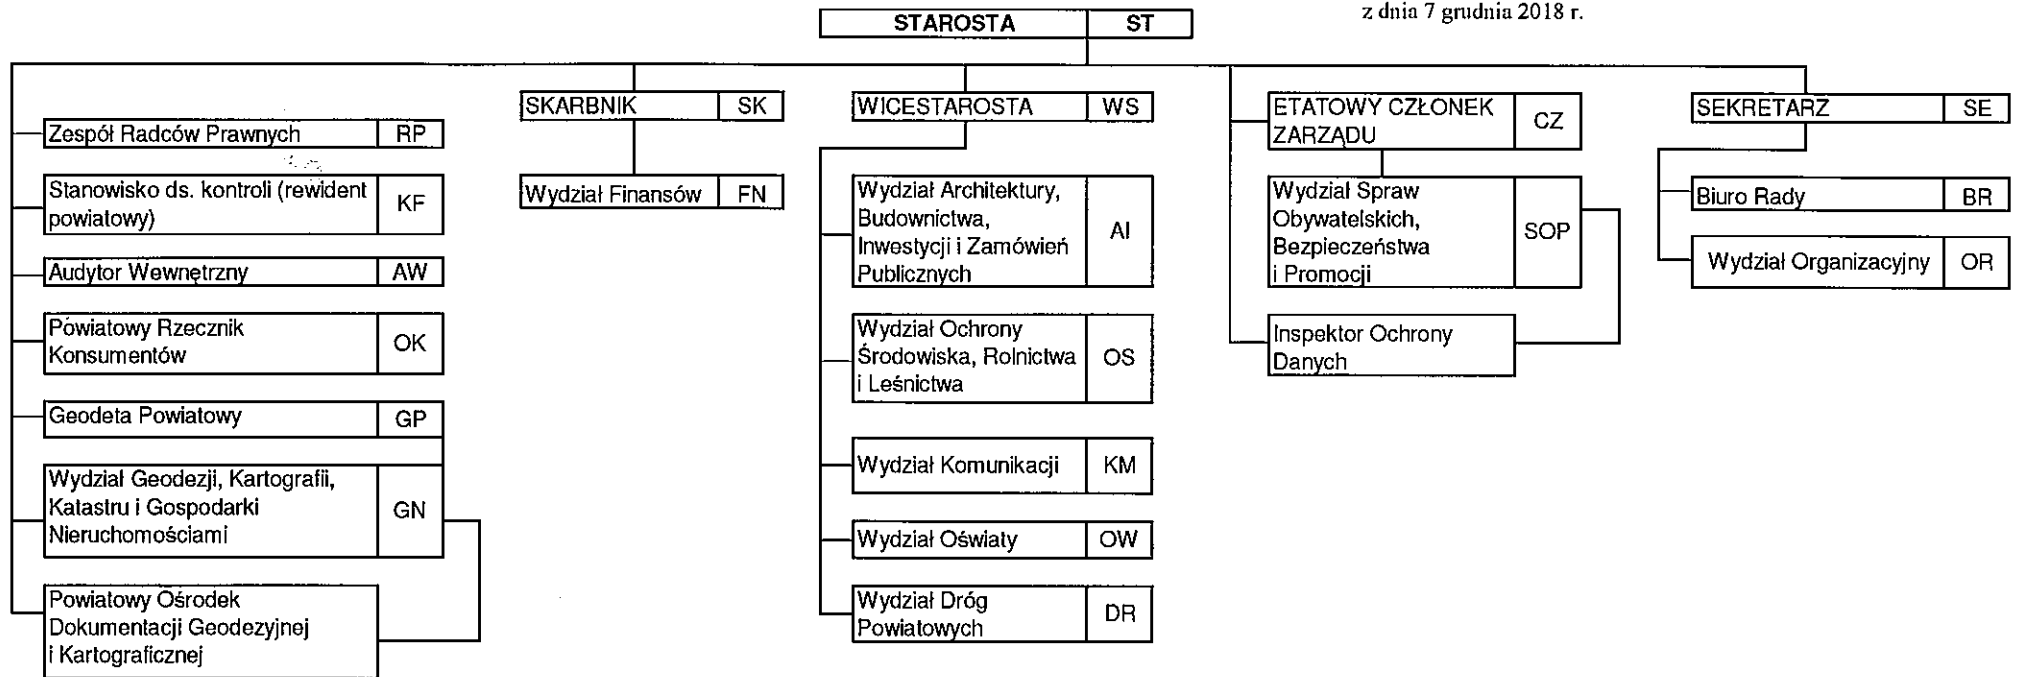 z dnia 7 grudnia 2018 r.
STAROSTA ST
SKARBNIK SK
WICESTAROSTA WS
ETATOWY CZŁONEK
ZARZĄDU
CZ
SEKRETARZ SE
Zespół Radców Prawnych RP
Stanowisko ds. kontroli (rewident
powiatowy)
KF
Audytor Wewnętrzny AW
Powiatowy Rzecznik
Konsumentów
OK
Geodeta Powiatowy GP
Wydział Geodezji, Kartografii,
Katastru i Gospodarki
Nieruchomościami
GN
Powiatowy Ośrodek
Dokumentacji Geodezyjnej
i Kartograficznej
Wydział Finansów FN
Wydział Architektury,
Budownictwa,
Inwestycji i Zamówień
Publicznych
AI
Wydział Ochrony
Środowiska, Rolnictwa
i Leśnictwa
OS
Wydział Komunikacji KM
Wydział Oświaty OW
Wydział Dróg
Powiatowych
DR
Wydział Spraw
Obywatelskich,
Bezpieczeństwa
i Promocji
SOP
Inspektor Ochrony
Danych
Biuro Rady BR
Wydział Organizacyjny OR